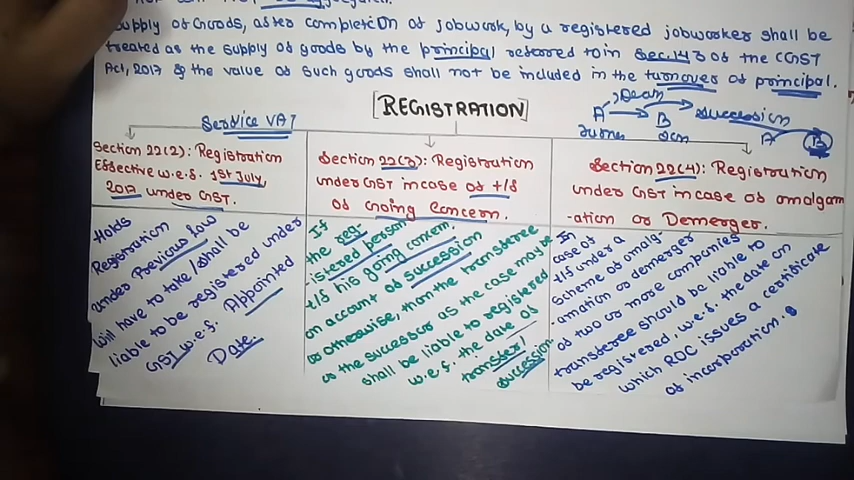 Supply of Goods, after completion of jobwork, by a registered jobworker shall be
treated as the supply of goods by the principal referred to in Sec. 143 of the CGST
Act, 2017 & the value of such goods shall not be included in the turnover of principal.
[REGISTRATION]
Death
A
B
succession
owner
son
A
B
Service VAT
Section 22(2): Registration
Effective w.e.f. 1st July,
2017 under GST.
Holds
Registration
under Previous law
will have to take/shall be
liable to be registered under
GST w.e.f. Appointed
Date.
Section 22(3): Registration
under GST incase of t/f
of Going Concern.
If
the reg-
-istered person
t/f his going concern
on account of succession
or otherwise, than the transferee
or the successor as the case may be
shall be liable to registered
w.e.f. the date of
transfer/
succession.
Section 22(4): Registration
under GST incase of amalgam
-ation or Demerger.
In
case of
t/f under a
scheme of amalg-
-amation or demerger
of two or more companies
transferee should be liable to
be registered, w.e.f. the date on
which ROC issues a certificate
of incorporation.